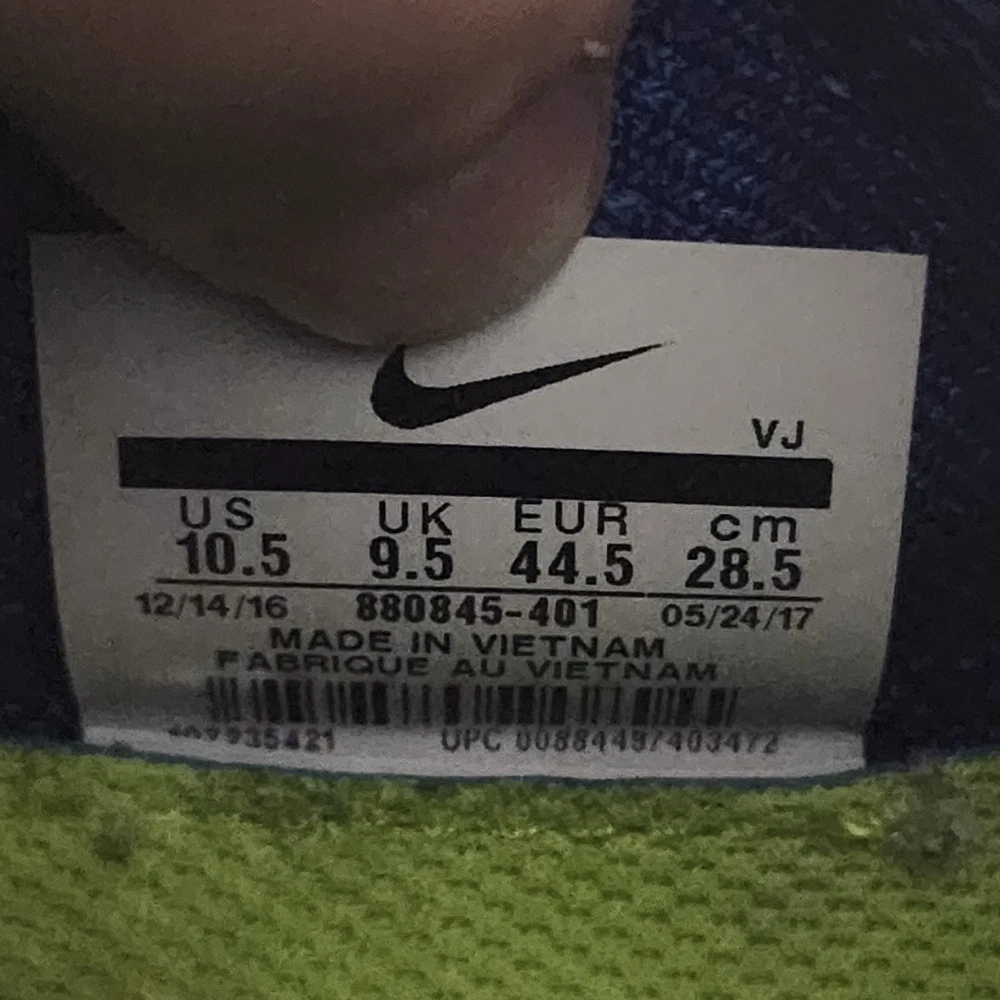 VJ
US UK EUR cm
10.5 9.5 44.5 28.5
12/14/16 880845-401 05/24/17
MADE IN VIETNAM
FABRIQUE AU VIETNAM
UPC